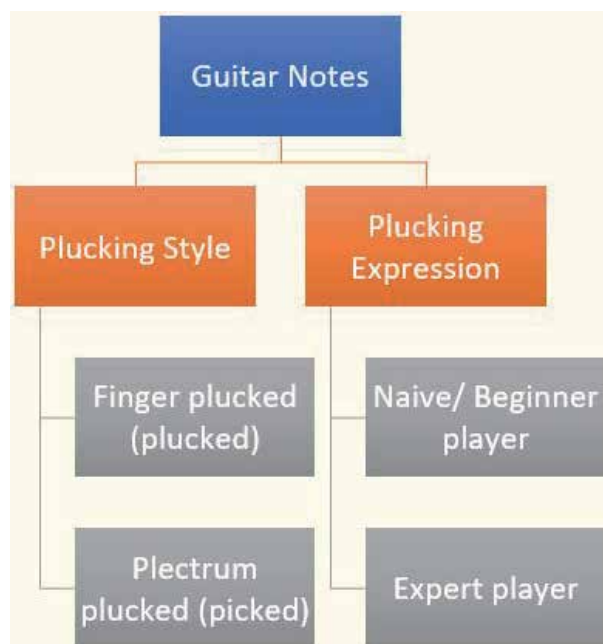 Guitar Notes
Plucking Style
Plucking
Expression
Finger plucked
(plucked)
Naive/ Beginner
player
Plectrum
plucked (picked)
Expert player